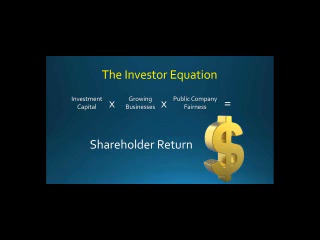 The Investor Equation
Investment Growing Public Company
Capital x Businesses x Fairness =
Shareholder Return
$